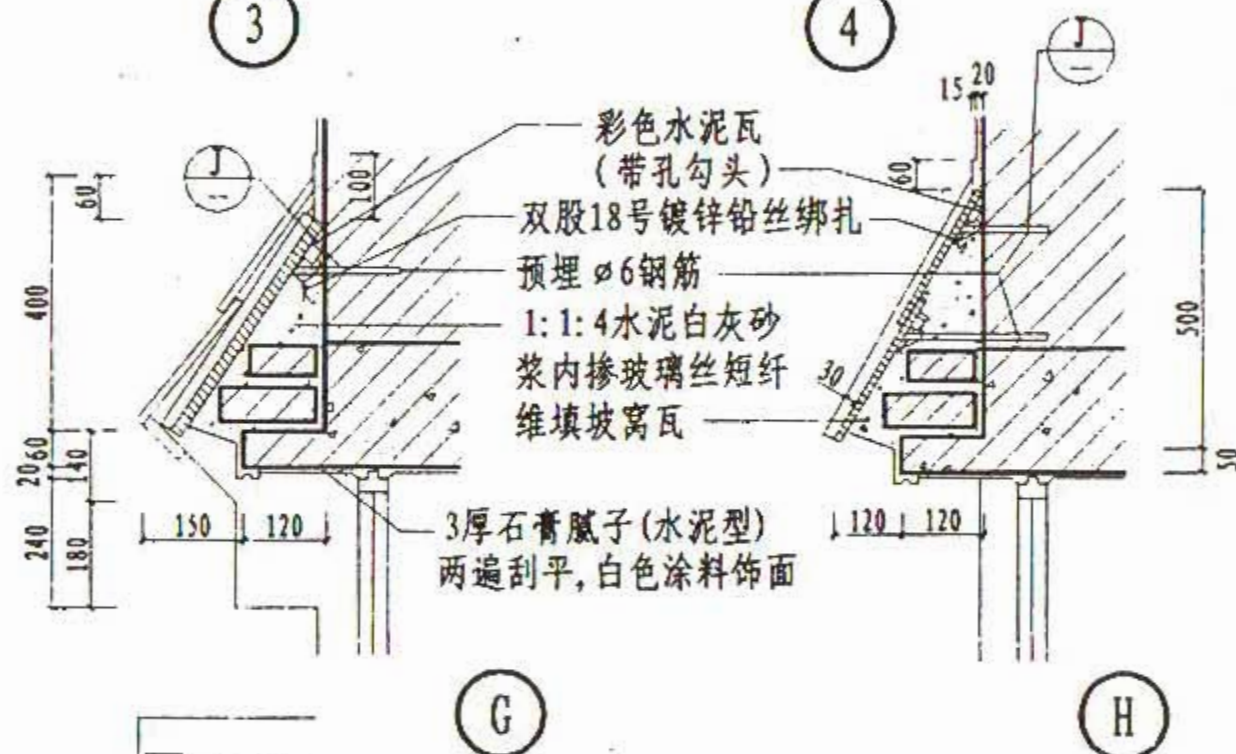 3
4
J
J
15 20
彩色水泥瓦
(带孔勾头)
双股18号镀锌铅丝绑扎
预埋 ø6钢筋
1:1:4水泥白灰砂
浆内掺玻璃丝短纤
维填坡窝瓦
60
100
60
400
500
30
20 60
140
50
240
180
150
120
120
120
3厚石膏腻子(水泥型)
两遍刮平,白色涂料饰面
G
H